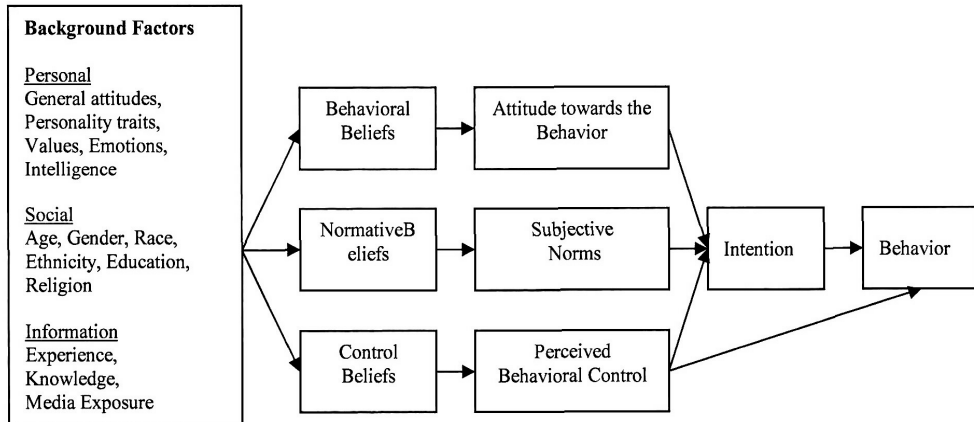 Background Factors
Personal
General attitudes,
Personality traits,
Values, Emotions,
Intelligence
Social
Age, Gender, Race,
Ethnicity, Education,
Religion
Information
Experience,
Knowledge,
Media Exposure
Behavioral
Beliefs
Attitude towards the
Behavior
NormativeB
eliefs
Subjective
Norms
Control
Beliefs
Perceived
Behavioral Control
Intention
Behavior